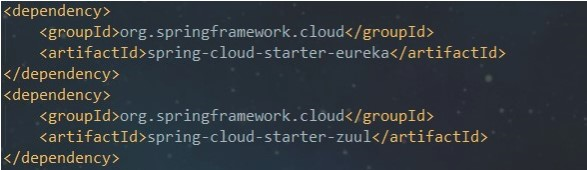 <dependency>
    <groupId>org.springframework.cloud</groupId>
    <artifactId>spring-cloud-starter-eureka</artifactId>
</dependency>
<dependency>
    <groupId>org.springframework.cloud</groupId>
    <artifactId>spring-cloud-starter-zuul</artifactId>
</dependency>